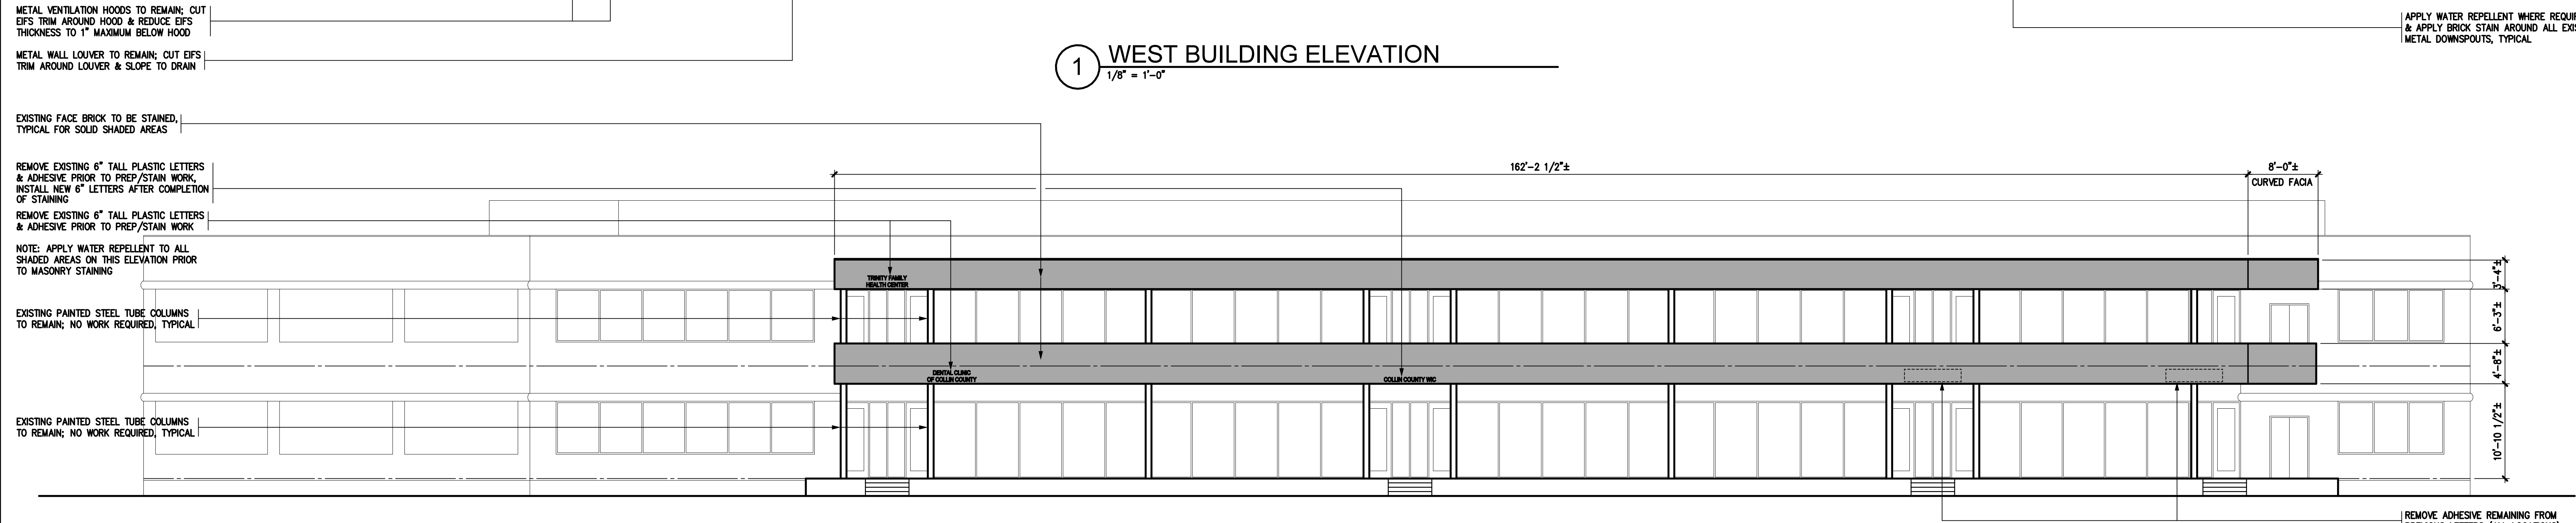 METAL VENTILATION HOODS TO REMAIN; CUT
EIFS TRIM AROUND HOOD & REDUCE EIFS
THICKNESS TO 1" MAXIMUM BELOW HOOD
METAL WALL LOUVER TO REMAIN; CUT EIFS
TRIM AROUND LOUVER & SLOPE TO DRAIN
1 WEST BUILDING ELEVATION
1/8" = 1'-0"
APPLY WATER REPELLENT WHERE
& APPLY BRICK STAIN AROUND ALL
METAL DOWNSPOUTS, TYPICAL
EXISTING FACE BRICK TO BE STAINED,
TYPICAL FOR SOLID SHADED AREAS
REMOVE EXISTING 6" TALL PLASTIC LETTERS
& ADHESIVE PRIOR TO PREP/STAIN WORK,
INSTALL NEW 6" LETTERS AFTER COMPLETION
OF STAINING
REMOVE EXISTING 6" TALL PLASTIC LETTERS
& ADHESIVE PRIOR TO PREP/STAIN WORK
NOTE: APPLY WATER REPELLENT TO ALL
SHADED AREAS ON THIS ELEVATION PRIOR
TO MASONRY STAINING
EXISTING PAINTED STEEL TUBE COLUMNS
TO REMAIN; NO WORK REQUIRED, TYPICAL
EXISTING PAINTED STEEL TUBE COLUMNS
TO REMAIN; NO WORK REQUIRED, TYPICAL
162'-2 1/2"±
8'-0"±
CURVED FACIA
TRINITY FAMILY
HEALTH CENTER
DENTAL CLINIC
OF COLLIN COUNTY
COLLIN COUNTY WIC
3'-4"±
6'-3"±
4'-8"±
10'-10 1/2"±
REMOVE ADHESIVE REMAINING FROM